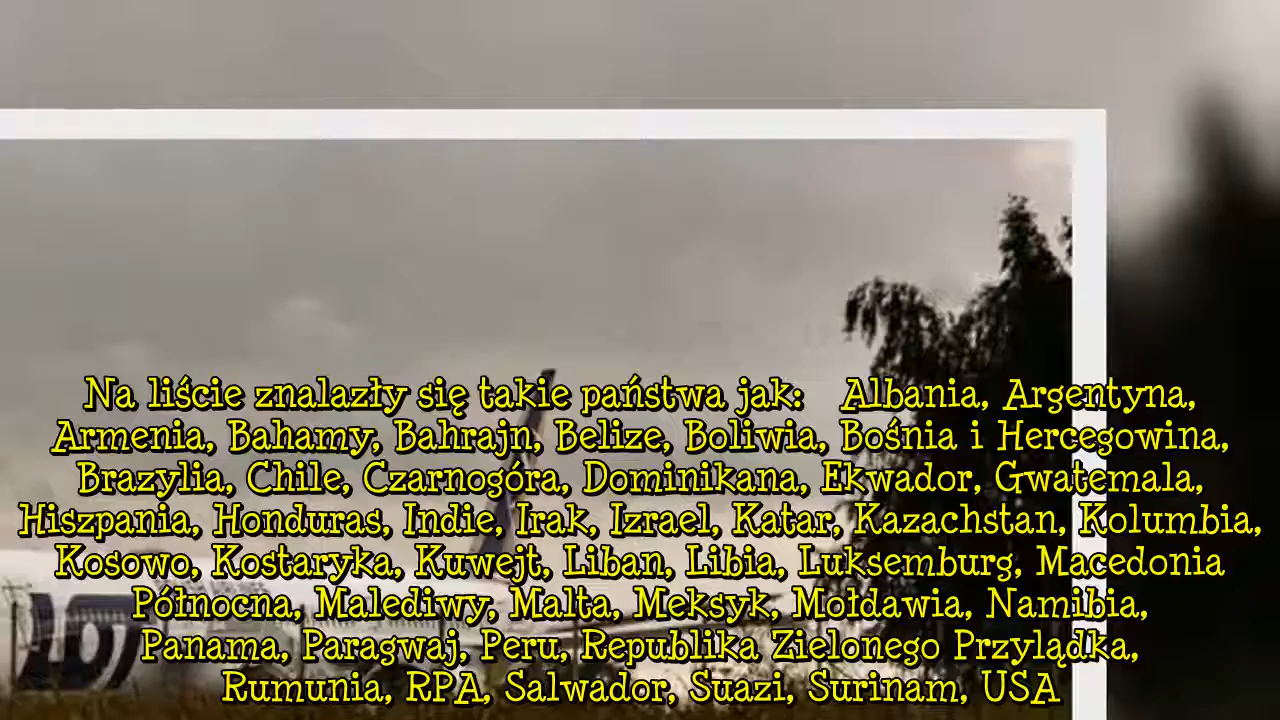 Na liście znalazły się takie państwa jak: Albania, Argentyna,
Armenia, Bahamy, Bahrajn, Belize, Boliwia, Bośnia i Hercegowina,
Brazylia, Chile, Czarnogóra, Dominikana, Ekwador, Gwatemala,
Hiszpania, Honduras, Indie, Irak, Izrael, Katar, Kazachstan, Kolumbia,
Kosowo, Kostaryka, Kuwejt, Liban, Libia, Luksemburg, Macedonia
Północna, Malediwy, Malta, Meksyk, Mołdawia, Namibia,
Panama, Paragwaj, Peru, Republika Zielonego Przylądka,
Rumunia, RPA, Salwador, Suazi, Surinam, USA